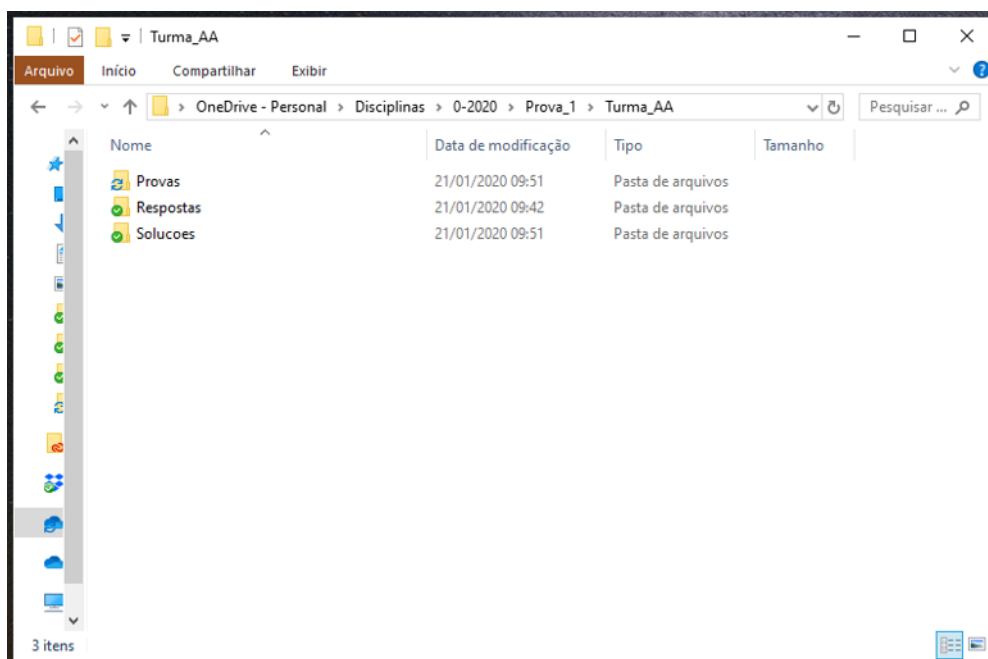 Turma_AA
Arquivo Início Compartilhar Exibir
OneDrive - Personal > Disciplinas > 0-2020 > Prova_1 > Turma_AA Pesquisar ...
Nome Data de modificação Tipo Tamanho
Provas 21/01/2020 09:51 Pasta de arquivos
Respostas 21/01/2020 09:42 Pasta de arquivos
Solucoes 21/01/2020 09:51 Pasta de arquivos
3 itens